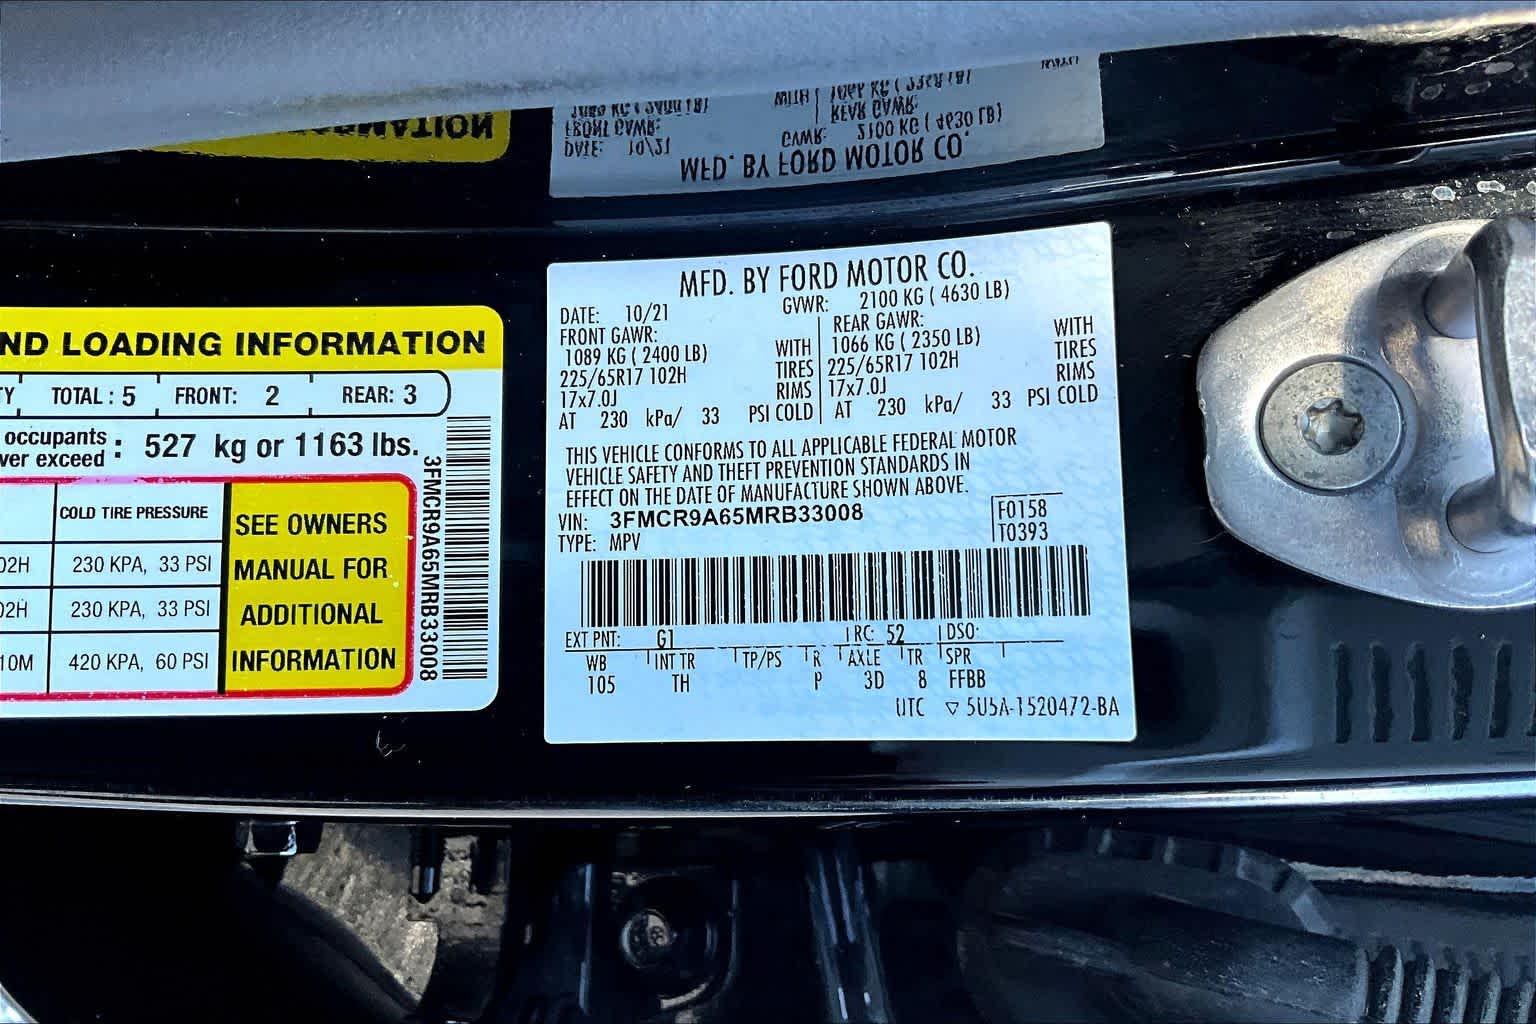 ND LOADING INFORMATION
TY TOTAL : 5 FRONT: 2 REAR: 3
occupants
ver exceed : 527 kg or 1163 lbs.
COLD TIRE PRESSURE
02H 230 KPA, 33 PSI
02H 230 KPA, 33 PSI
10M 420 KPA, 60 PSI
SEE OWNERS
MANUAL FOR
ADDITIONAL
INFORMATION
3FMCR9A65MRB33008
MFD. BY FORD MOTOR CO.
DATE: 10/21 GVWR: 2100 KG ( 4630 LB)
FRONT GAWR: REAR GAWR:
1089 KG ( 2400 LB) WITH 1066 KG ( 2350 LB) WITH
225/65R17 102H TIRES 225/65R17 102H TIRES
17x7.0J RIMS 17x7.0J RIMS
AT 230 kPa/ 33 PSI COLD AT 230 kPa/ 33 PSI COLD
THIS VEHICLE CONFORMS TO ALL APPLICABLE FEDERAL MOTOR
VEHICLE SAFETY AND THEFT PREVENTION STANDARDS IN
EFFECT ON THE DATE OF MANUFACTURE SHOWN ABOVE.
VIN: 3FMCR9A65MRB33008 F0158
TYPE: MPV T0393
EXT PNT: G1 RC: 52 DSO:
WB INT TR TP/PS R AXLE TR SPR
105 TH P 3D 8 FFBB
UTC ▽ 5U5A-1520472-BA